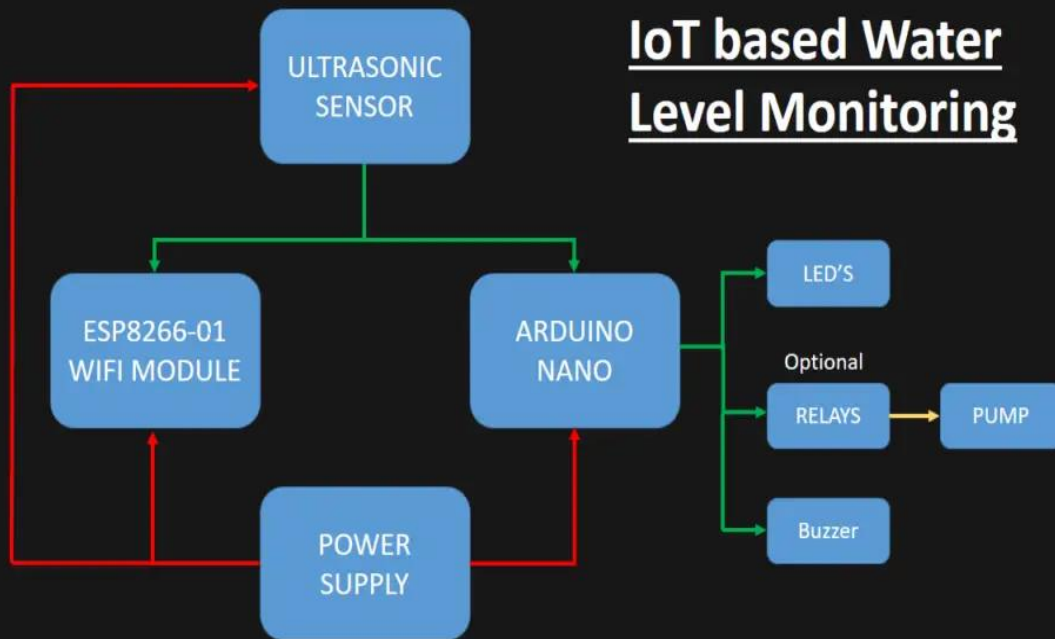 IoT based Water
Level Monitoring
ULTRASONIC
SENSOR
ESP8266-01
WIFI MODULE
ARDUINO
NANO
LED'S
Optional
RELAYS
PUMP
Buzzer
POWER
SUPPLY